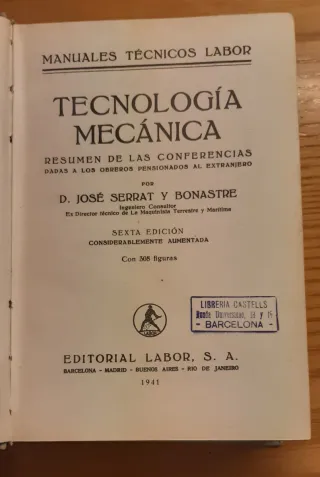 MANUALES TÉCNICOS LABOR
TECNOLOGÍA
MECÁNICA
RESUMEN DE LAS CONFERENCIAS
DADAS A LOS OBREROS PENSIONADOS AL EXTRANJERO
POR
D. JOSÉ SERRAT Y BONASTRE
Ingeniero Consultor
Ex Director técnico de La Maquinista Terrestre y Marítima
SEXTA EDICIÓN
CONSIDERABLEMENTE AUMENTADA
Con 308 figuras
LIBRERIA CASTELLS
Ronda Universidad, 13 y 15
- BARCELONA -
LABOR
EDITORIAL LABOR, S. A.
BARCELONA - MADRID - BUENOS AIRES - RIO DE JANEIRO
1941